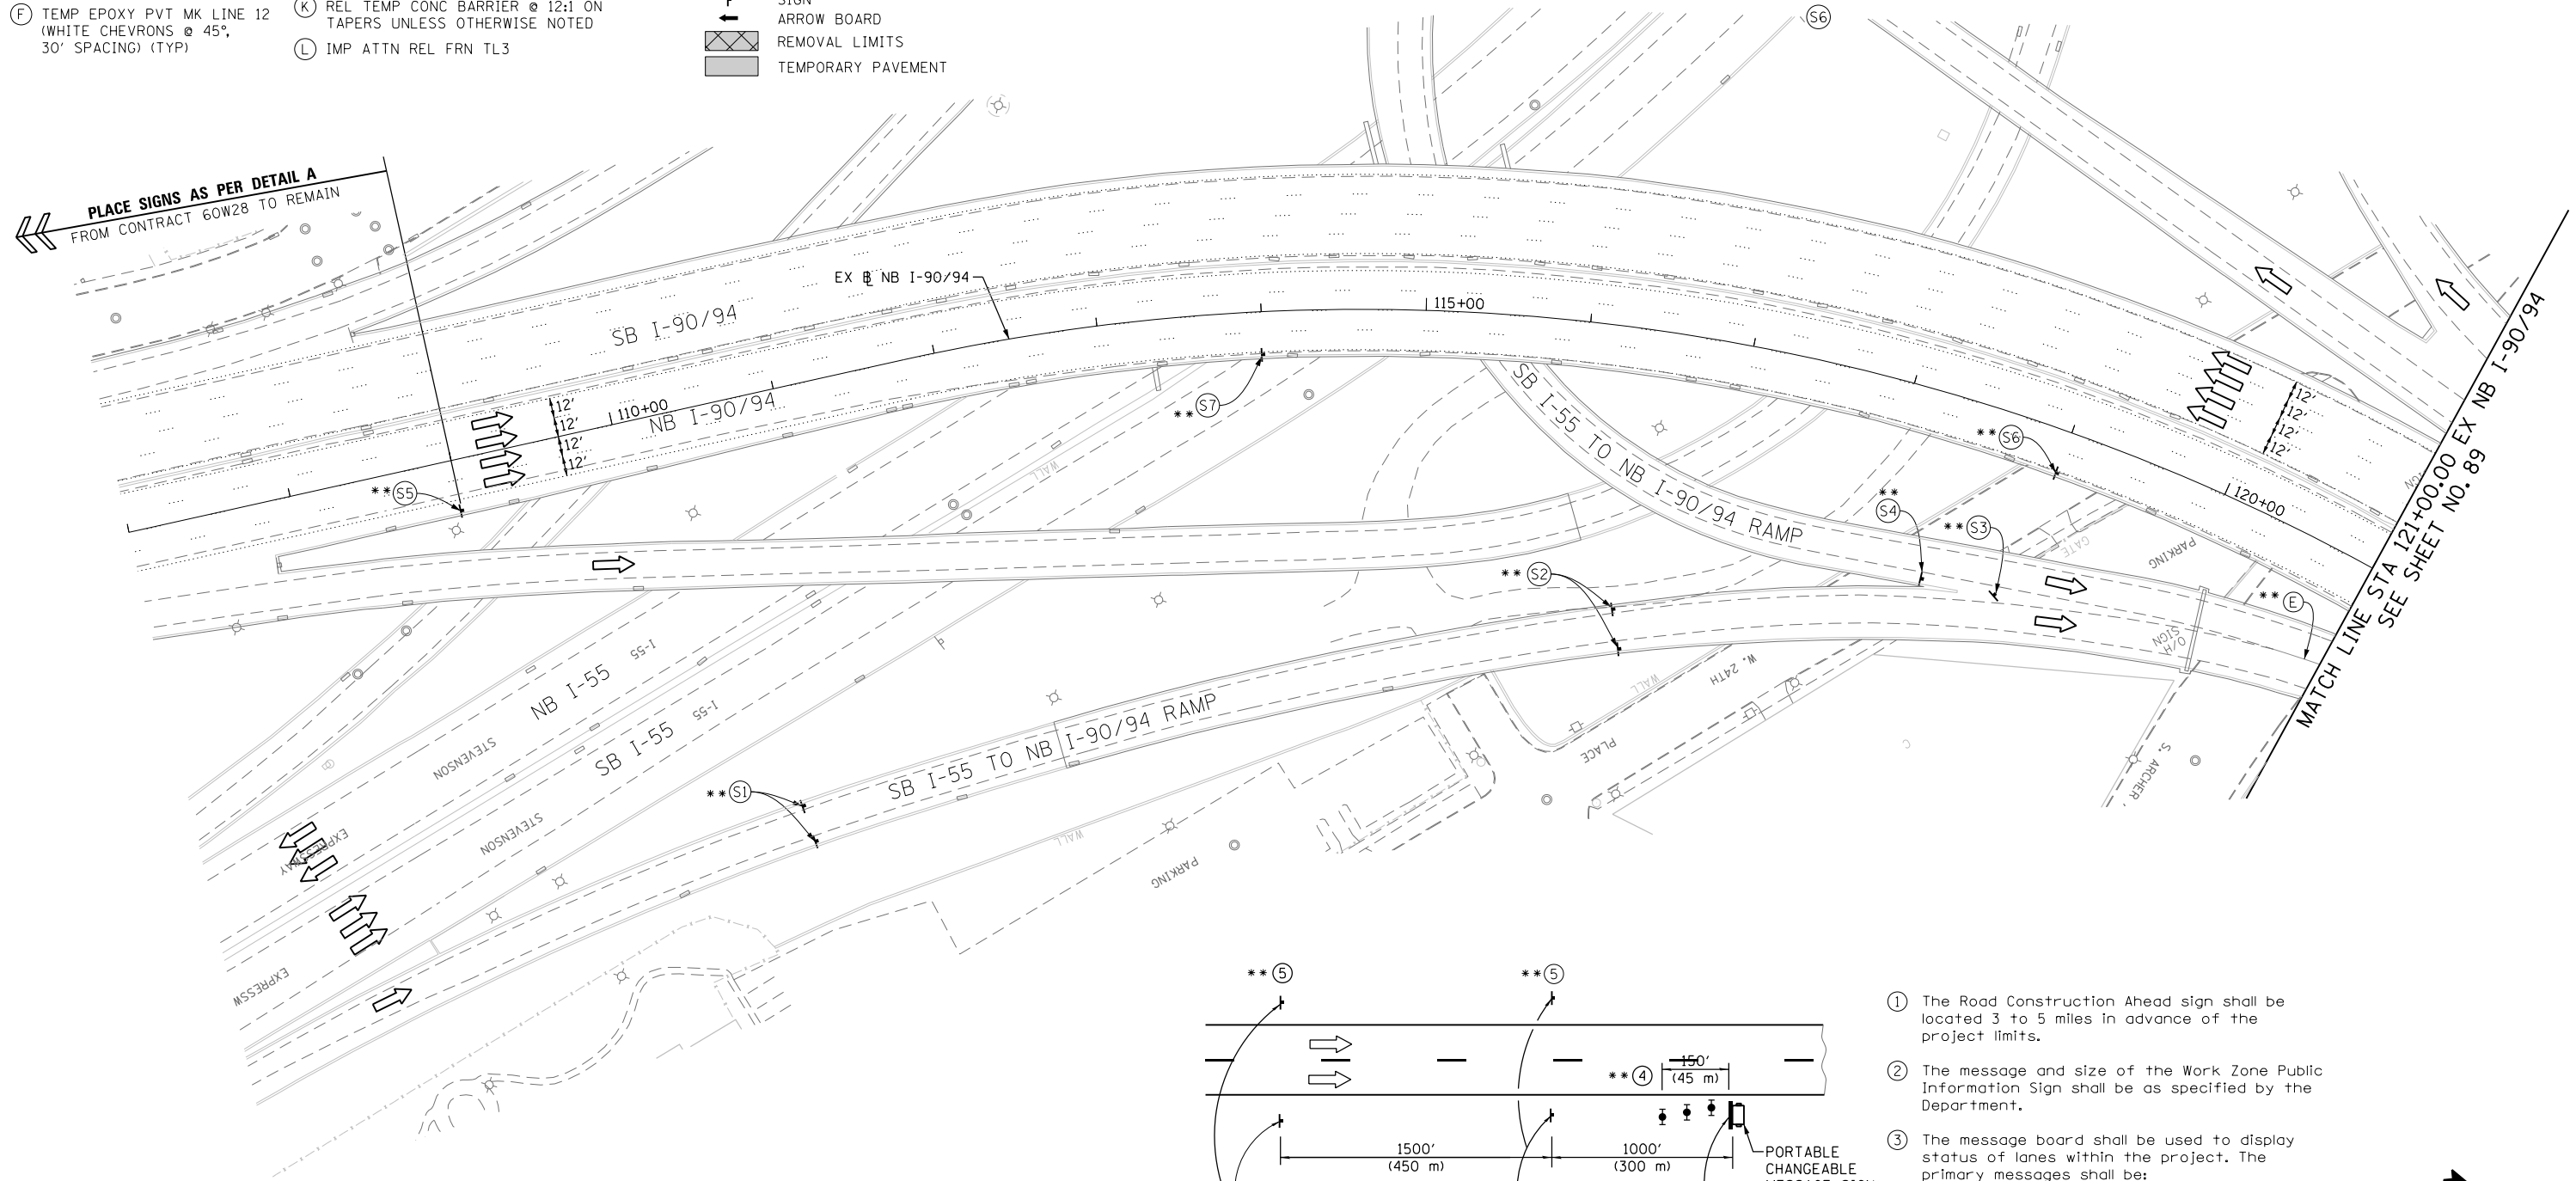 (F) TEMP EPOXY PVT MK LINE 12
(WHITE CHEVRONS @ 45°,
30' SPACING) (TYP)
(K) REL TEMP CONC BARRIER @ 12:1 ON
TAPERS UNLESS OTHERWISE NOTED
(L) IMP ATTN REL FRN TL3
SIGN
ARROW BOARD
REMOVAL LIMITS
TEMPORARY PAVEMENT
S6
PLACE SIGNS AS PER DETAIL A
FROM CONTRACT 60W28 TO REMAIN
EX ℄ NB I-90/94
115+00
SB I-90/94
12'
12'
12'
12'
110+00
NB I-90/94
**S5
**S7
WALL
SB I-55 TO NB I-90/94 RAMP
**
S4
**S3
**S6
12'
12'
12'
12'
120+00
SIGN
GATE
PARKING
**E
MATCH LINE STA 121+00.00 EX NB I-90/94
SEE SHEET NO. 89
**S2
O/H
SIGN
NB I-55
I-55
STEVENSON
SB I-55
I-55
STEVENSON
**S1
SB I-55 TO NB I-90/94 RAMP
WALL
W. 24TH
PLACE
S. ARCHER
WALL
PARKING
EXPRESSWAY
EXPRESSW
**5
**5
**4
150'
(45 m)
1500'
(450 m)
1000'
(300 m)
PORTABLE
CHANGEABLE
MESSAGE SIGN
1 The Road Construction Ahead sign shall be
located 3 to 5 miles in advance of the
project limits.
2 The message and size of the Work Zone Public
Information Sign shall be as specified by the
Department.
3 The message board shall be used to display
status of lanes within the project. The
primary messages shall be: